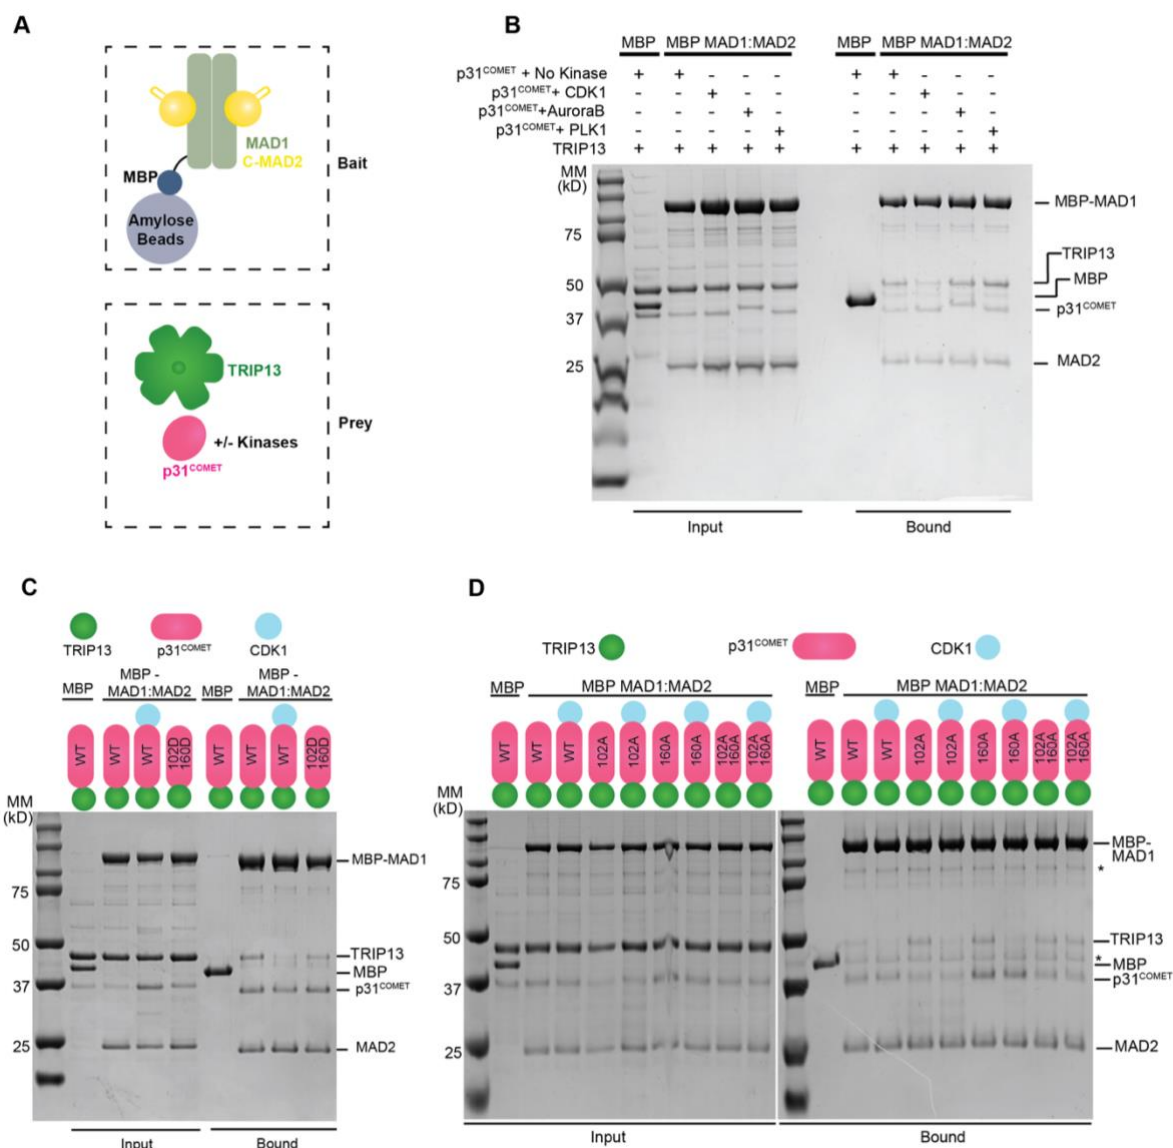 A
MAD1
C-MAD2
MBP
Amylose
Beads
Bait
TRIP13
+/- Kinases
p31COMET
Prey
B
MBP MBP MAD1:MAD2 MBP MBP MAD1:MAD2
p31COMET + No Kinase + + - - - + + - - -
p31COMET+ CDK1 - - + - - - - + - -
p31COMET+AuroraB - - - + - - - - + -
p31COMET+ PLK1 - - - - + - - - - +
TRIP13 + + + + + + + + + +
MM
(kD)
75
50
37
25
MBP-MAD1
TRIP13
MBP
p31COMET
MAD2
Input Bound
C
TRIP13 p31COMET CDK1
MBP MBP - MAD1:MAD2 MBP MBP - MAD1:MAD2
WT WT WT 102D 160D WT WT WT 102D 160D
MM
(kD)
75
50
37
25
MBP-MAD1
TRIP13
MBP
p31COMET
MAD2
Input Bound
D
TRIP13 p31COMET CDK1
MBP MBP MAD1:MAD2 MBP MBP MAD1:MAD2
WT WT WT 102A 102A 160A 160A 102A 160A 102A 160A WT WT WT 102A 102A 160A 160A 102A 160A 102A 160A
MM
(kD)
75
50
37
25
MBP-
MAD1
*
TRIP13
*
MBP
p31COMET
MAD2
Input Bound